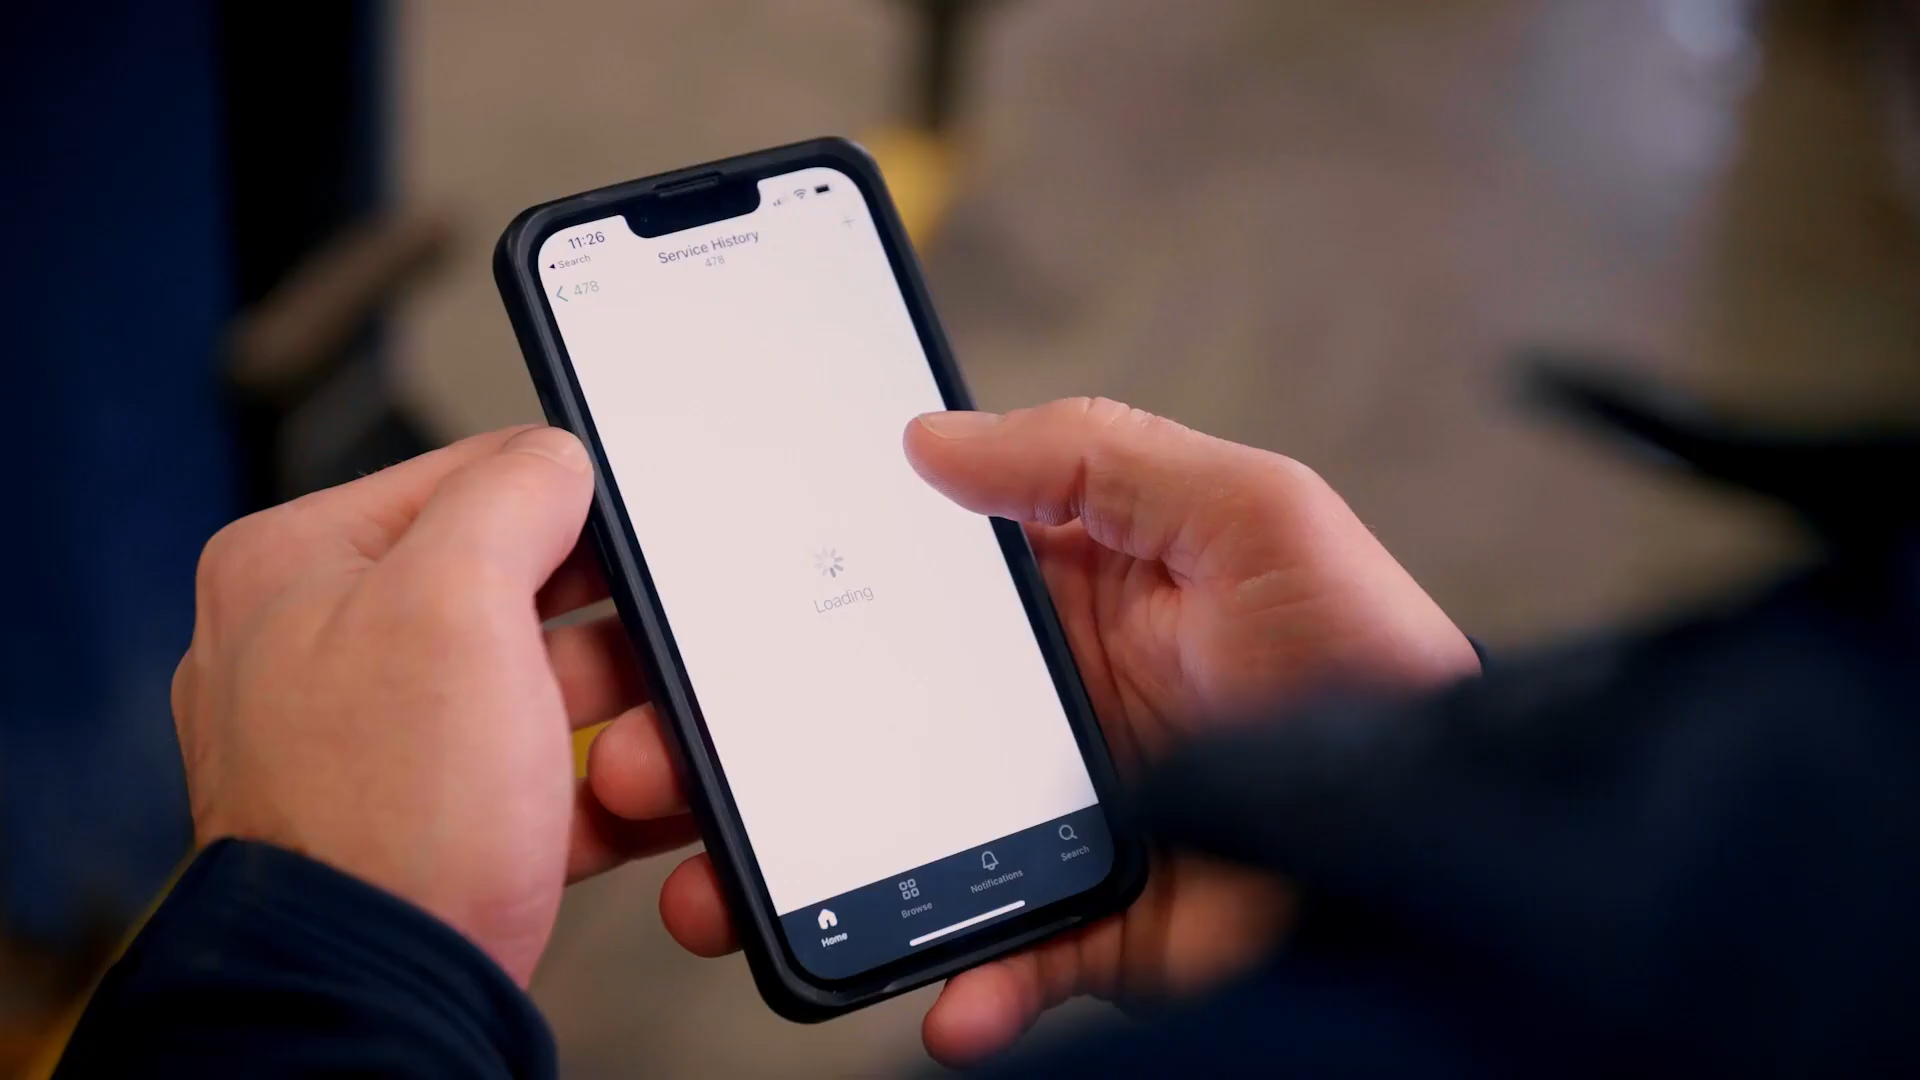 11:26
Search
Service History
478
478
Loading
Home
Browse
Notifications
Search